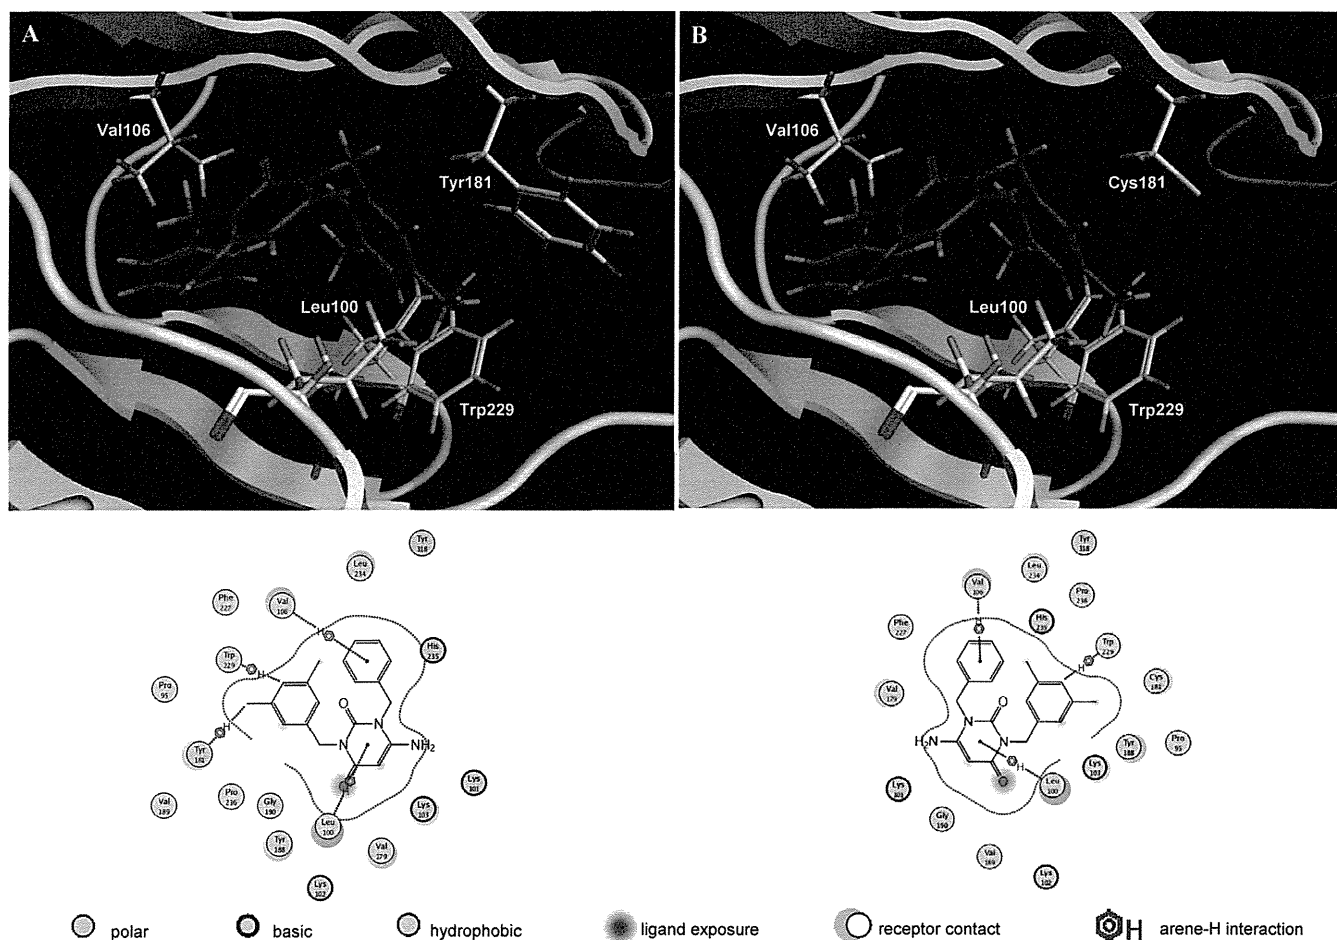 A
Val106
Tyr181
Leu100
Trp229
B
Val106
Cys181
Leu100
Trp229
Tyr 318
Leu 234
Phe 227
Val 106
H
Trp 229
H
His 235
Pro 95
O
H
N
N
NH₂
Tyr 181
O
Val 189
Pro 236
Gly 190
Lys 101
Lys 103
Leu 100
Tyr 188
Val 179
Lys 102
Tyr 318
Leu 234
Val 106
Pro 236
Phe 227
H
His 235
Trp 229
H
Cys 181
Val 179
O
N
N
H₂N
H
Tyr 188
Pro 95
Lys 103
Leu 100
Lys 101
Gly 190
Val 189
Lys 102
polar
basic
hydrophobic
ligand exposure
receptor contact
H
arene-H interaction